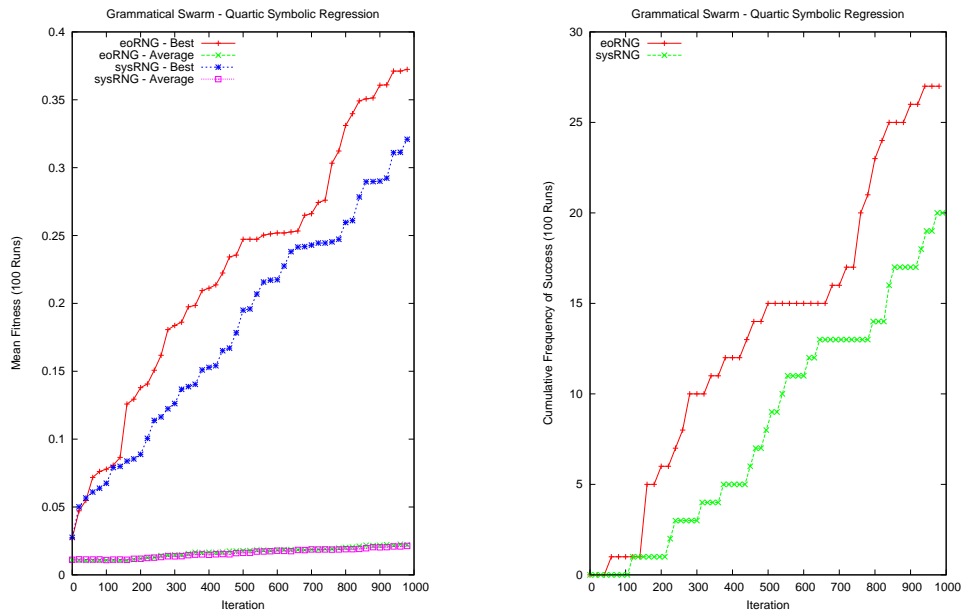 Grammatical Swarm - Quartic Symbolic Regression
0.4
eoRNG - Best
eoRNG - Average
sysRNG - Best
sysRNG - Average
0.35
0.3
0.25
0.2
0.15
0.1
0.05
0
Mean Fitness (100 Runs)
0 100 200 300 400 500 600 700 800 900 1000
Iteration
Grammatical Swarm - Quartic Symbolic Regression
30
eoRNG
sysRNG
25
20
15
10
5
0
Cumulative Frequency of Success (100 Runs)
0 100 200 300 400 500 600 700 800 900 1000
Iteration